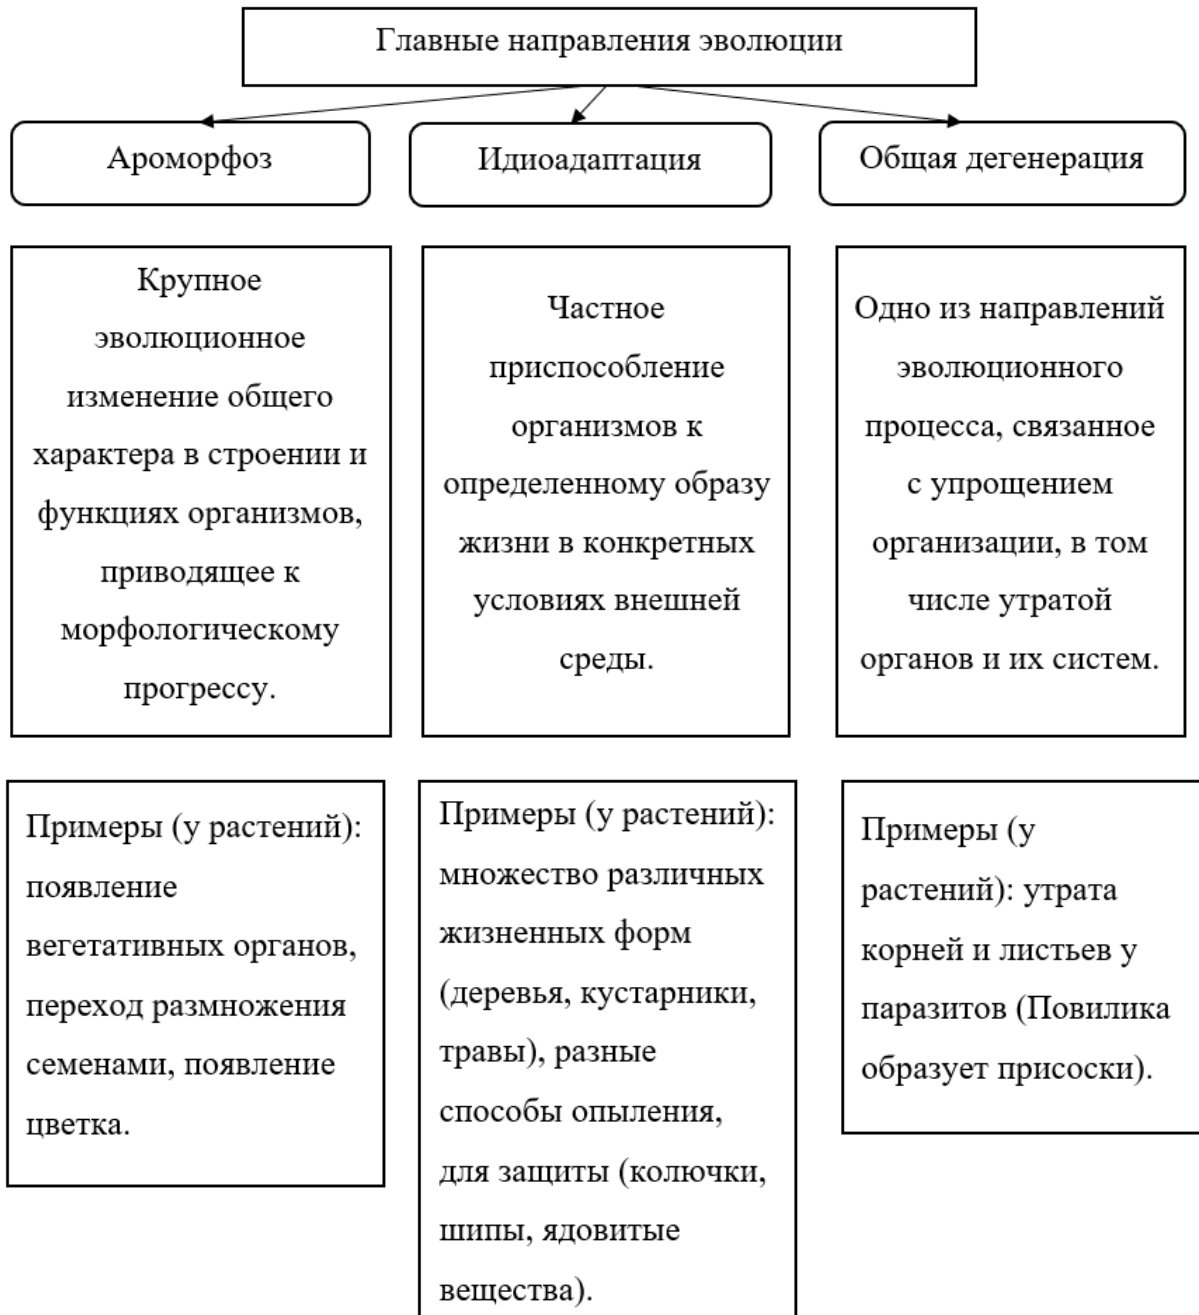 Главные направления эволюции
Ароморфоз
Идиоадаптация
Общая дегенерация
Крупное
эволюционное
изменение общего
характера в строении и
функциях организмов,
приводящее к
морфологическому
прогрессу.
Частное
приспособление
организмов к
определенному образу
жизни в конкретных
условиях внешней
среды.
Одно из направлений
эволюционного
процесса, связанное
с упрощением
организации, в том
числе утратой
органов и их систем.
Примеры (у растений):
появление
вегетативных органов,
переход размножения
семенами, появление
цветка.
Примеры (у растений):
множество различных
жизненных форм
(деревья, кустарники,
травы), разные
способы опыления,
для защиты (колючки,
шипы, ядовитые
вещества).
Примеры (у
растений): утрата
корней и листьев у
паразитов (Повилика
образует присоски).